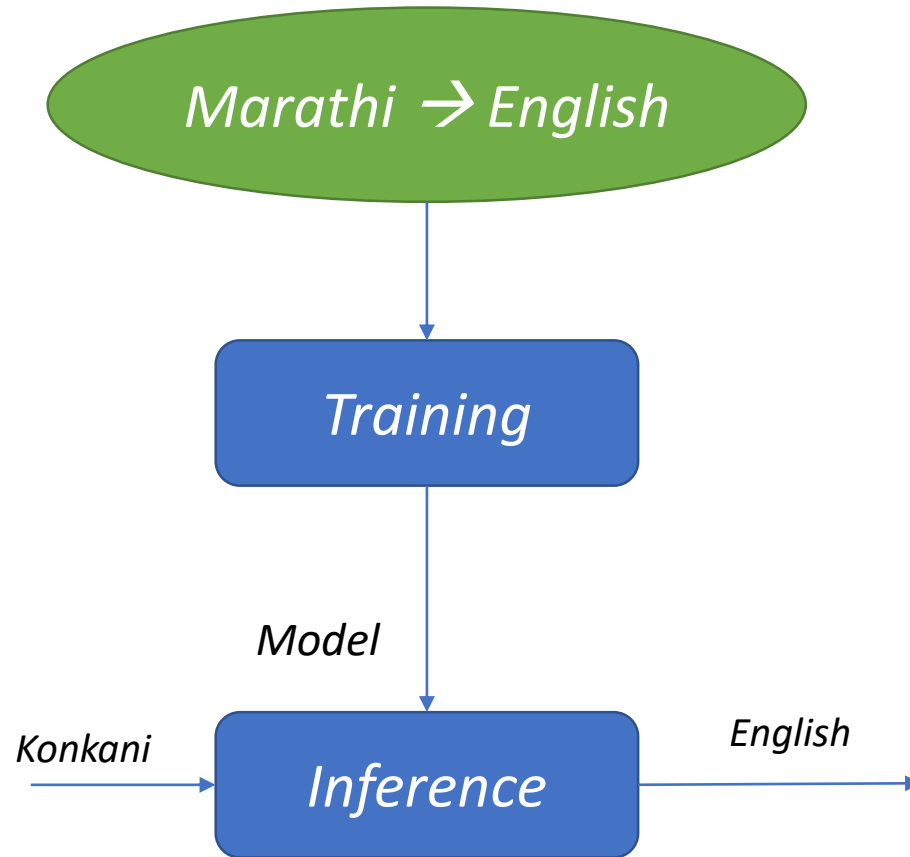 Marathi → English
Training
Model
Konkani
English
Inference